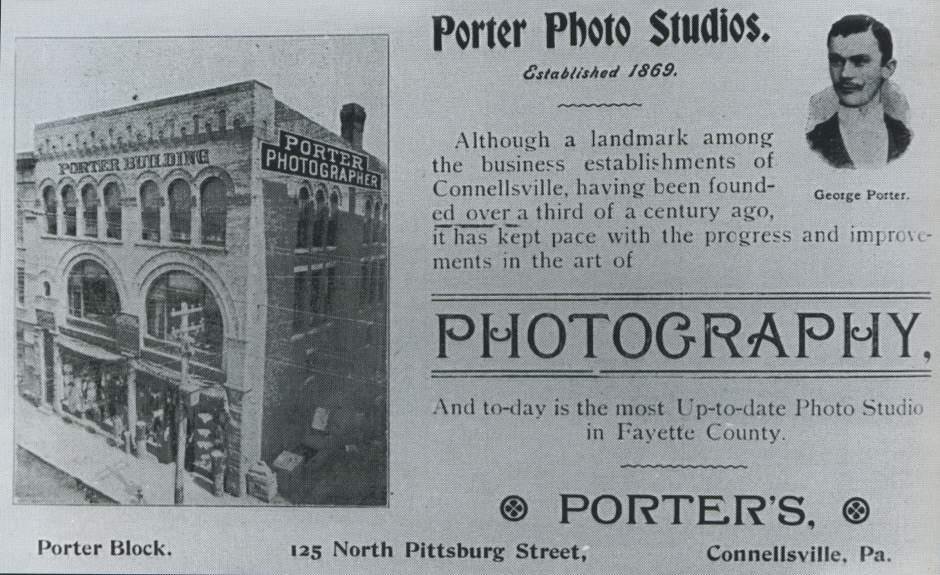 Porter Photo Studios.
Established 1869.
Although a landmark among
the business establishments of
Connellsville, having been found-
ed over a third of a century ago,
it has kept pace with the progress and improve-
ments in the art of
PHOTOGRAPHY,
And to-day is the most Up-to-date Photo Studio
in Fayette County.
PORTER'S,
George Porter.
PORTER BUILDING
PORTER
PHOTOGRAPHER
Porter Block.
125 North Pittsburg Street,
Connellsville, Pa.